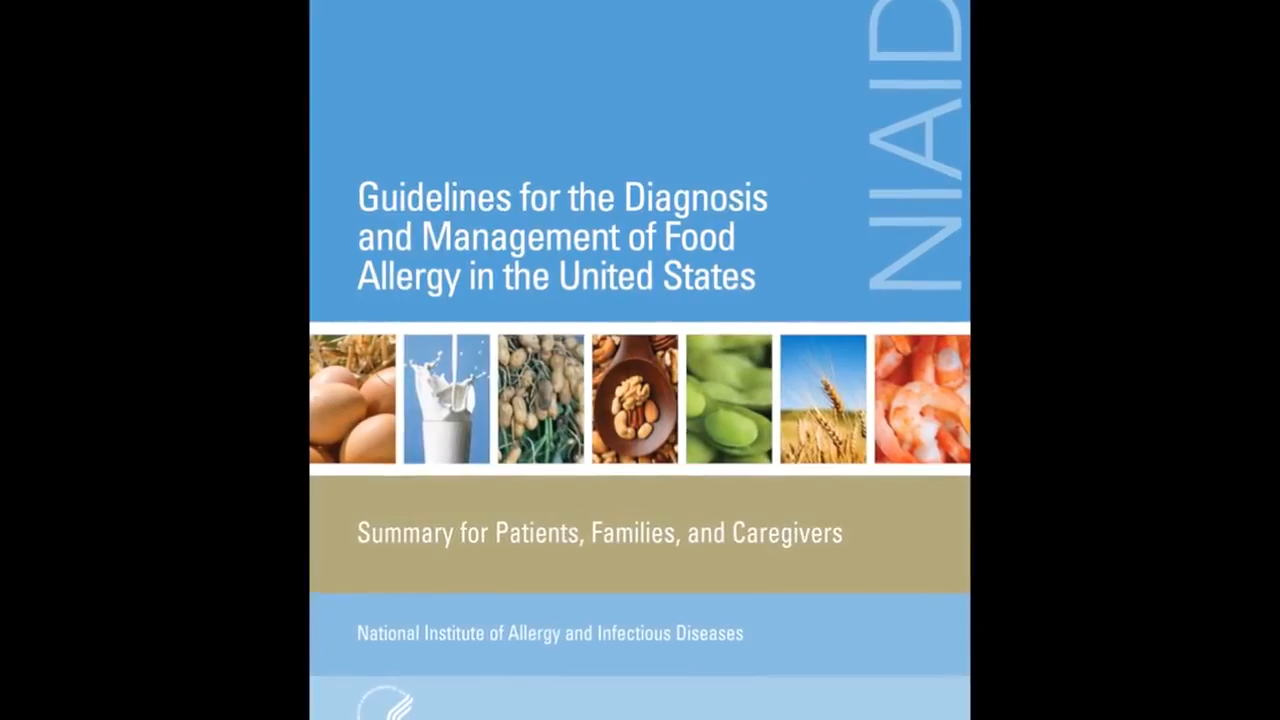 NIAID
Guidelines for the Diagnosis
and Management of Food
Allergy in the United States
Summary for Patients, Families, and Caregivers
National Institute of Allergy and Infectious Diseases